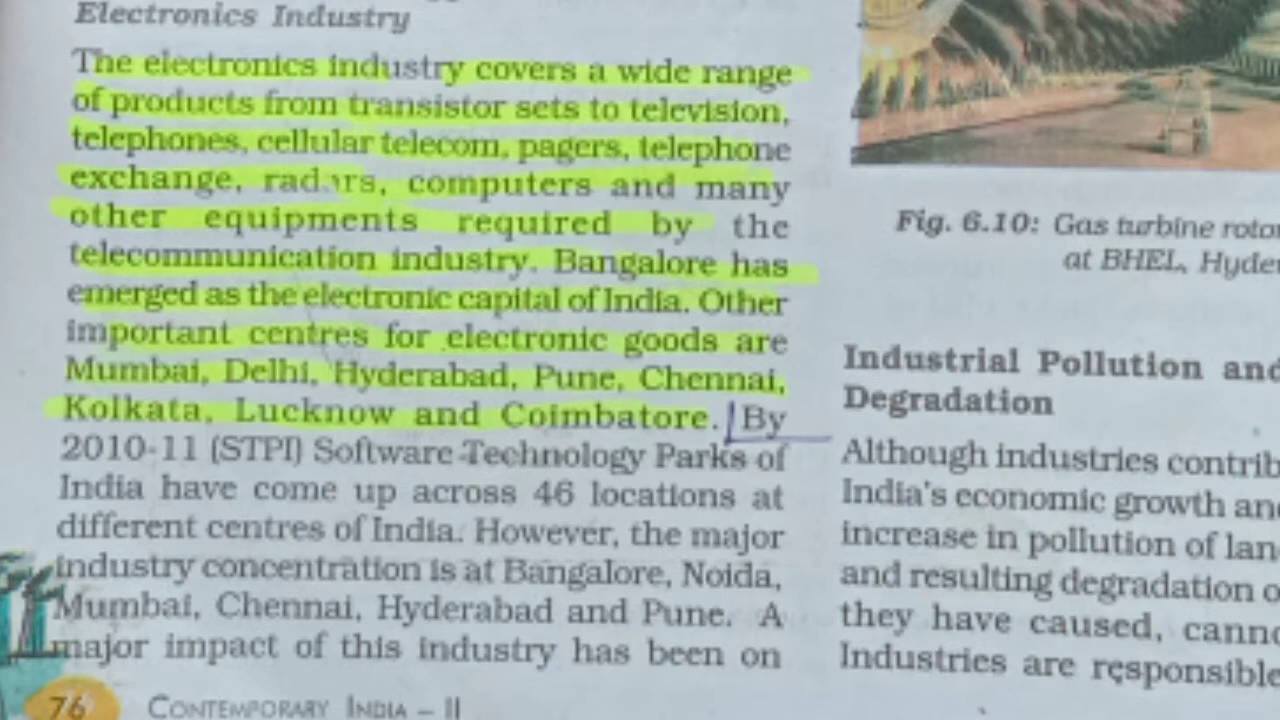 Electronics Industry
The electronics industry covers a wide range
of products from transistor sets to television,
telephones, cellular telecom, pagers, telephone
exchange, radars, computers and many
other equipments required by the
telecommunication industry. Bangalore has
emerged as the electronic capital of India. Other
important centres for electronic goods are
Mumbai, Delhi, Hyderabad, Pune, Chennai,
Kolkata, Lucknow and Coimbatore. By
2010-11 (STPI) Software Technology Parks of
India have come up across 46 locations at
different centres of India. However, the major
industry concentration is at Bangalore, Noida,
Mumbai, Chennai, Hyderabad and Pune. A
major impact of this industry has been on
76 CONTEMPORARY INDIA – II
Fig. 6.10: Gas turbine
at BHEL,
Industrial Pollution and
Degradation
Although industries
India's economic growth
increase in pollution of
and resulting degradation
they have caused,
Industries are responsible